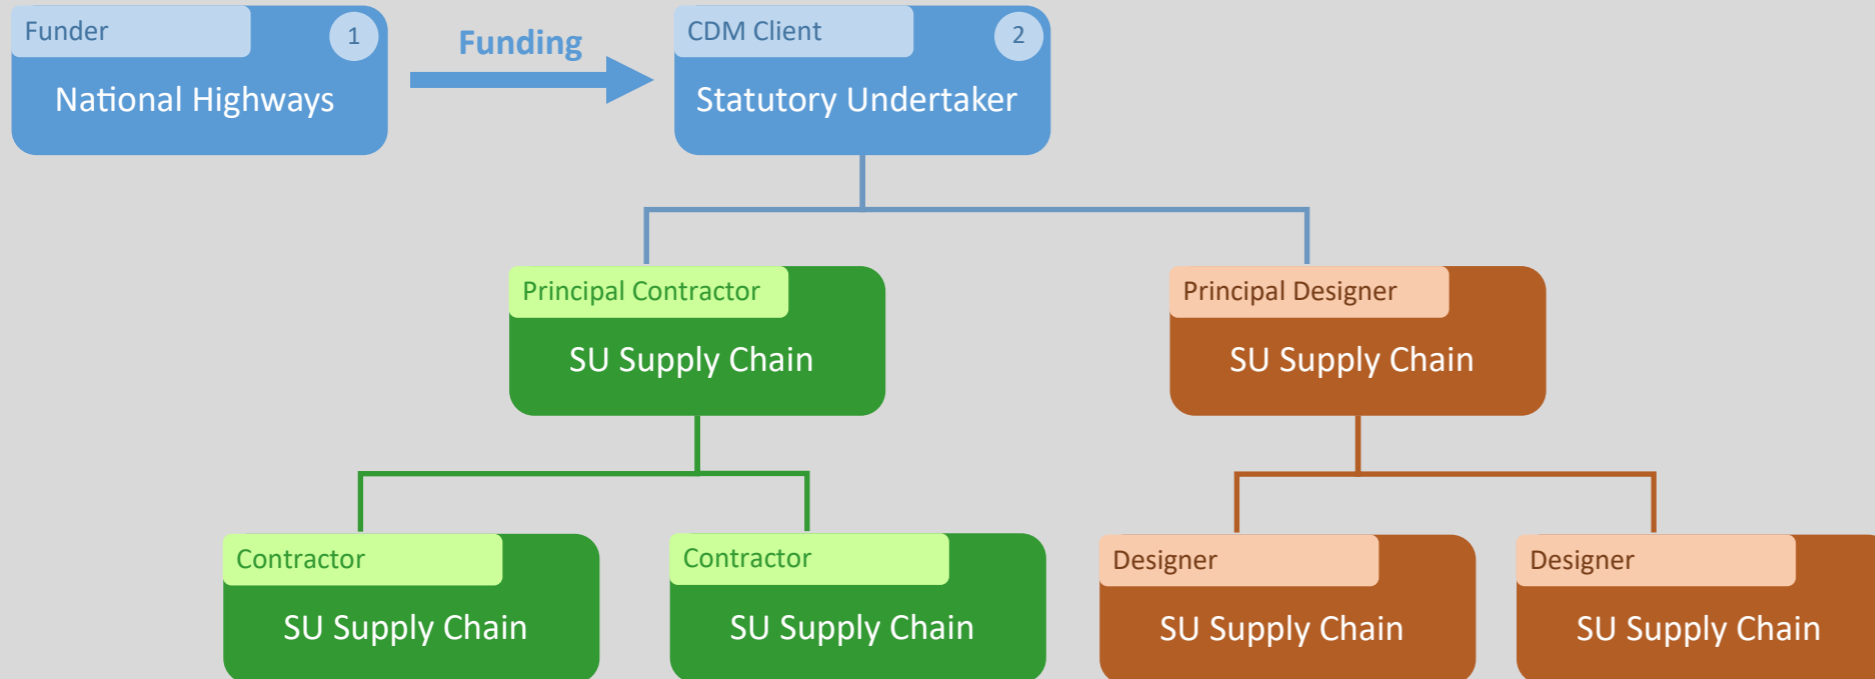 Funder
1
National Highways
Funding
CDM Client
2
Statutory Undertaker
Principal Contractor
SU Supply Chain
Principal Designer
SU Supply Chain
Contractor
SU Supply Chain
Contractor
SU Supply Chain
Designer
SU Supply Chain
Designer
SU Supply Chain